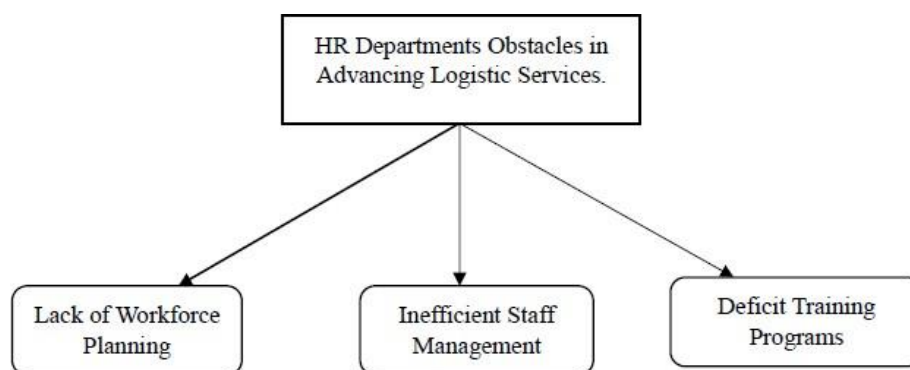 HR Departments Obstacles in
Advancing Logistic Services.
Lack of Workforce
Planning
Inefficient Staff
Management
Deficit Training
Programs